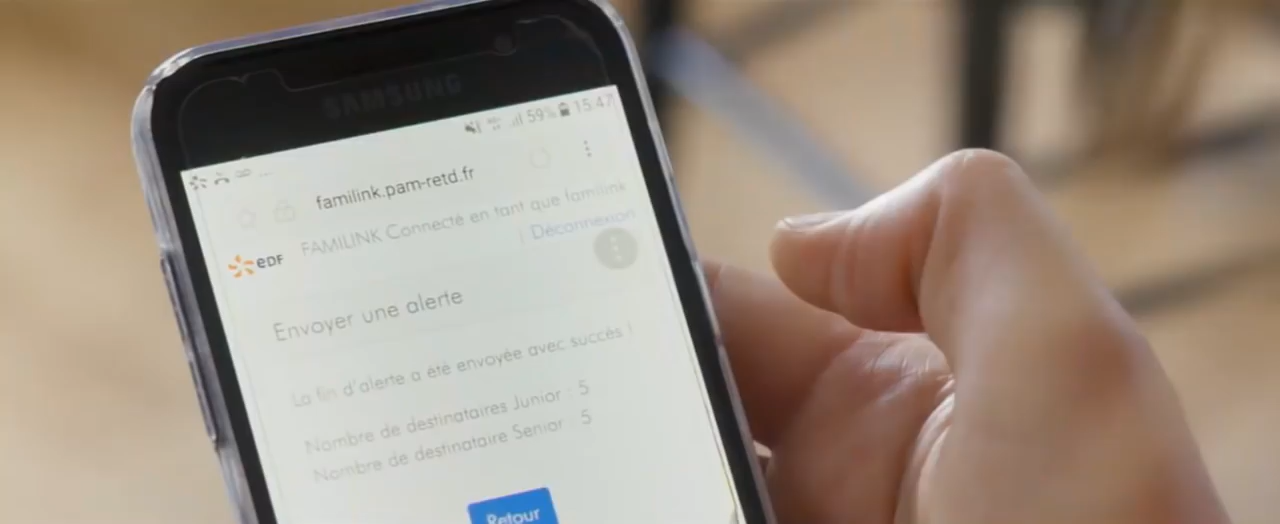 SAMSUNG
59% 15:47
familink.pam-retd.fr
FAMILINK Connecté en tant que familink
| Déconnexion
eDF
Envoyer une alerte
La fin d'alerte a été envoyée avec succès !
Nombre de destinataires Junior : 5
Nombre de destinataire Senior : 5
Retour